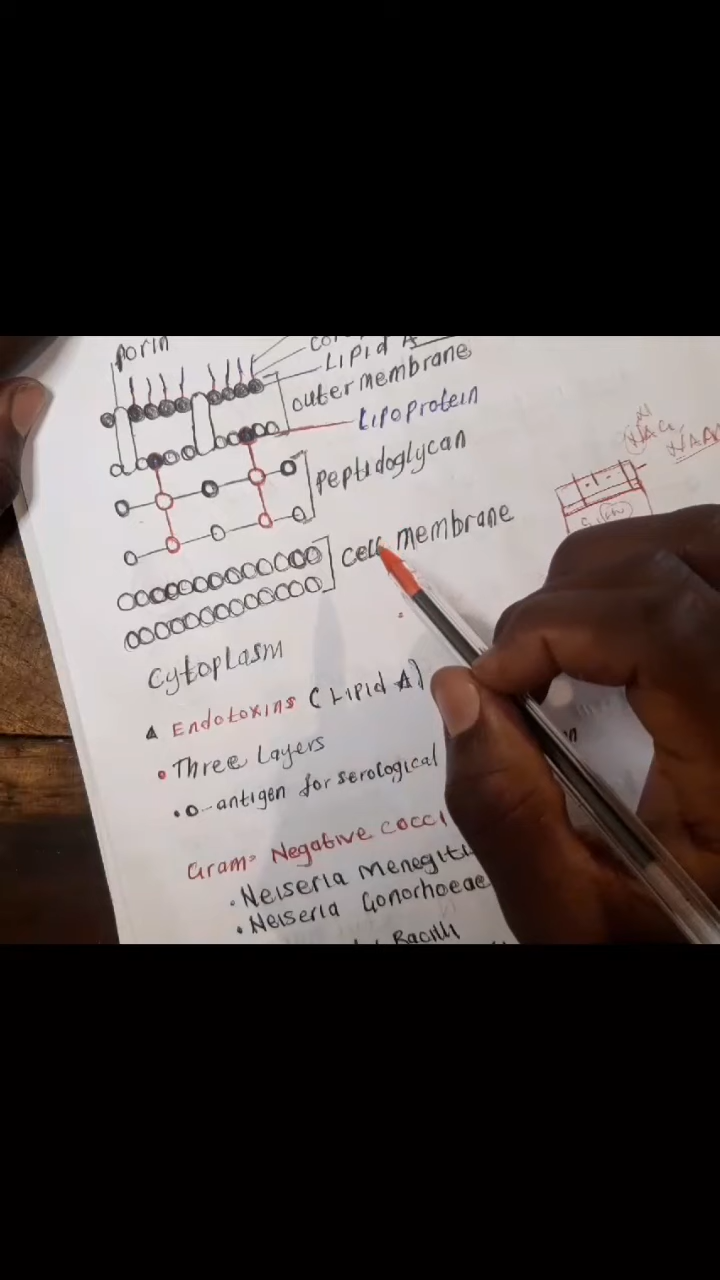 porin
Lipid A
outer membrane
Lipoprotein
peptidoglycan
cell membrane
Cytoplasm
Endotoxins (Lipid A)
Three Layers
O-antigen for serological
Gram- Negative cocci
Neiseria
Neiseria Gonorhoeae
Bacilli